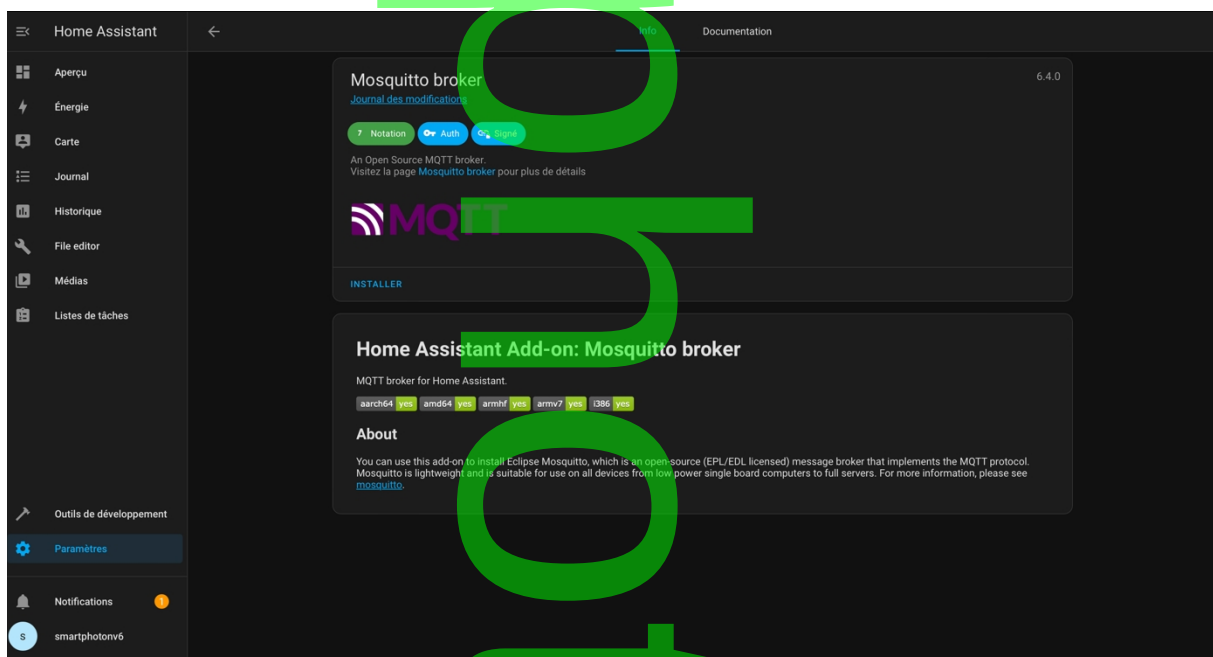 Home Assistant
Info
Documentation
Aperçu
Énergie
Carte
Journal
Historique
File editor
Médias
Listes de tâches
Outils de développement
Paramètres
Notifications 1
s smartphotonv6
Mosquitto broker
6.4.0
Journal des modifications
? Notation Auth Signé
An Open Source MQTT broker.
Visitez la page Mosquitto broker pour plus de détails
MQTT
INSTALLER
Home Assistant Add-on: Mosquitto broker
MQTT broker for Home Assistant.
aarch64 yes amd64 yes armhf yes armv7 yes i386 yes
About
You can use this add-on to install Eclipse Mosquitto, which is an open-source (EPL/EDL licensed) message broker that implements the MQTT protocol.
Mosquitto is lightweight and is suitable for use on all devices from low power single board computers to full servers. For more information, please see
mosquitto.